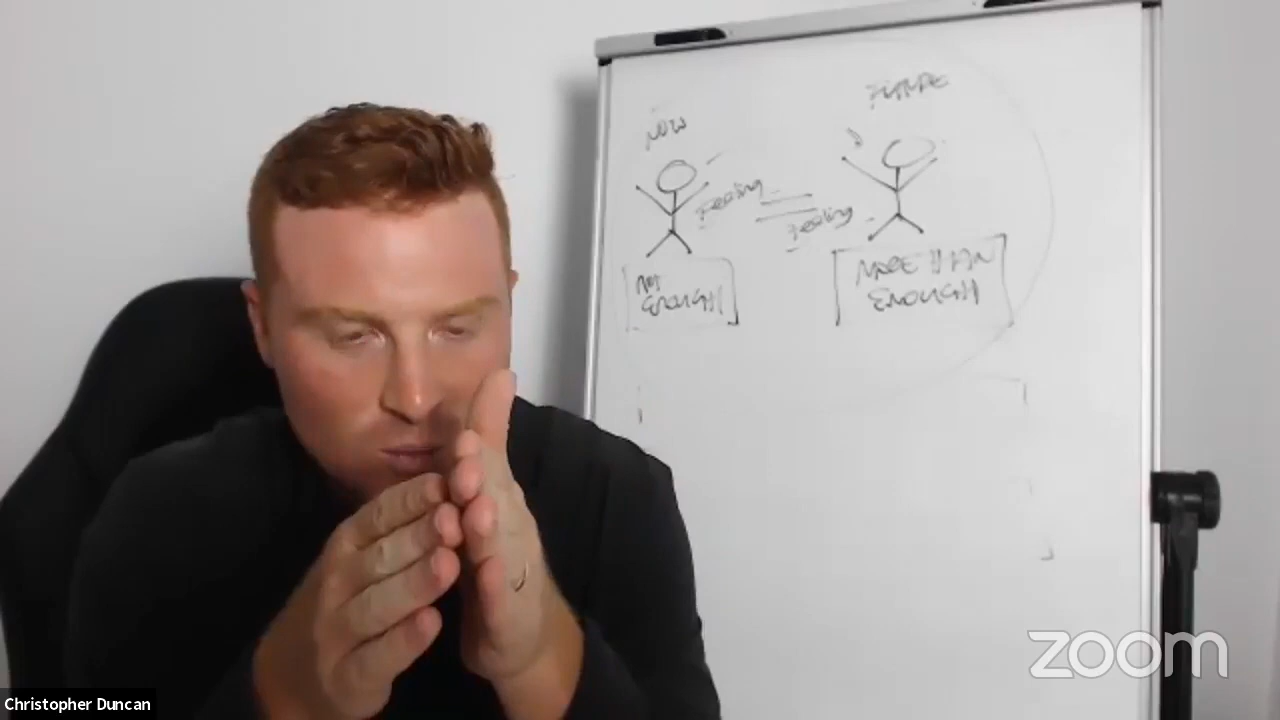 NOW
FUTURE
Feeling
Feeling
NOT
ENOUGH
MORE THAN
ENOUGH
zoom
Christopher Duncan